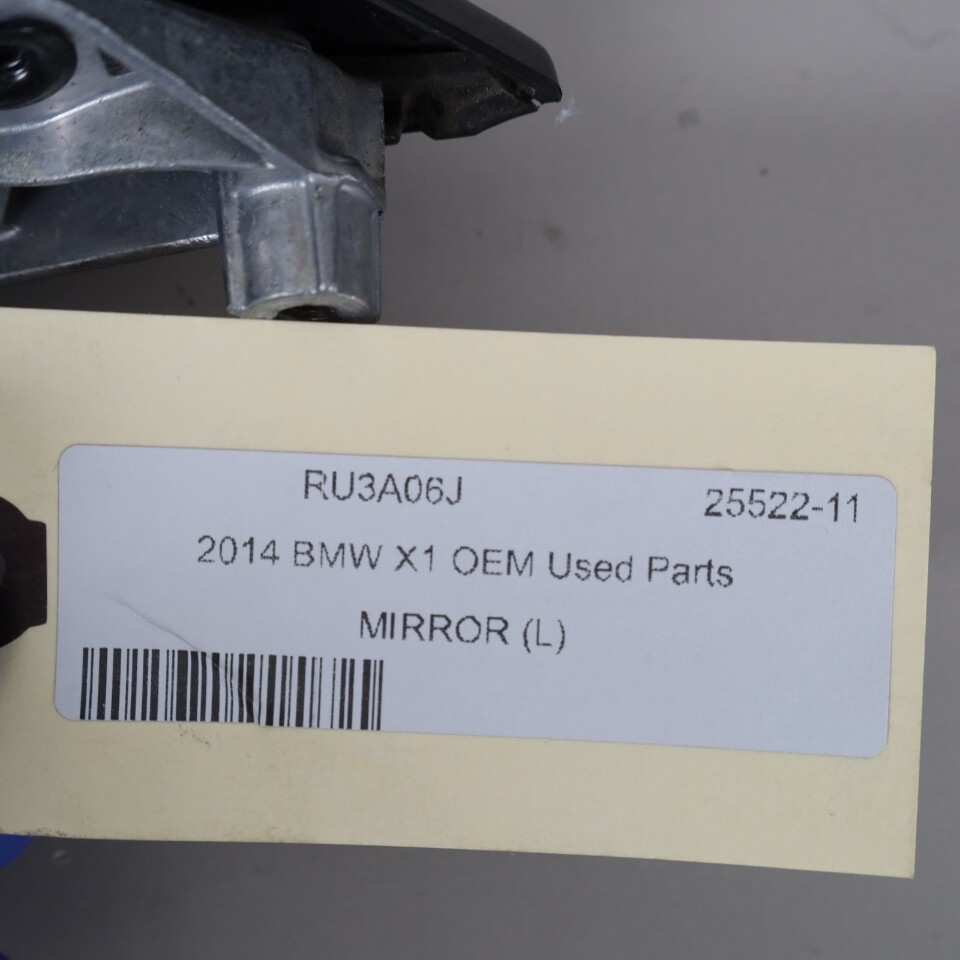 RU3A06J 25522-11
2014 BMW X1 OEM Used Parts
MIRROR (L)